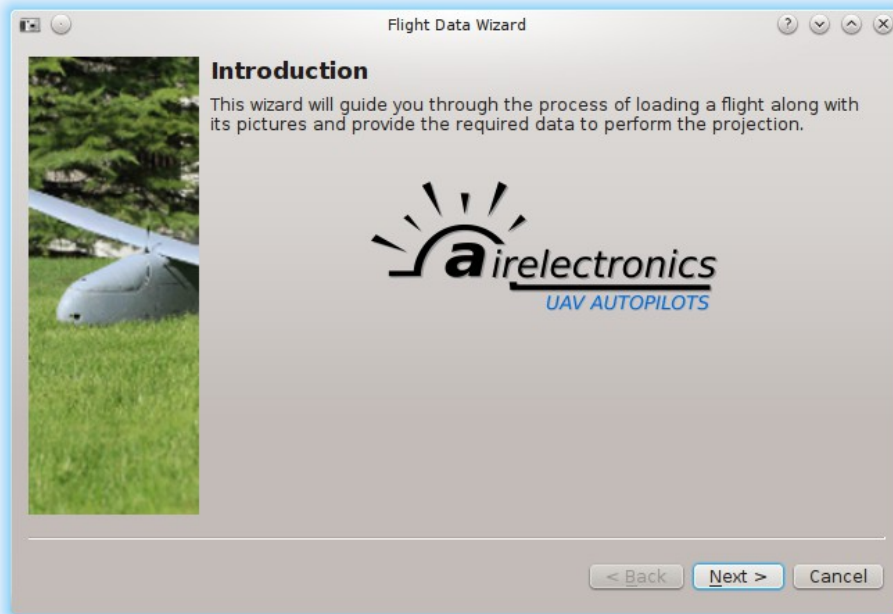 Flight Data Wizard
Introduction
This wizard will guide you through the process of loading a flight along with
its pictures and provide the required data to perform the projection.
airelectronics
UAV AUTOPILOTS
< Back
Next >
Cancel